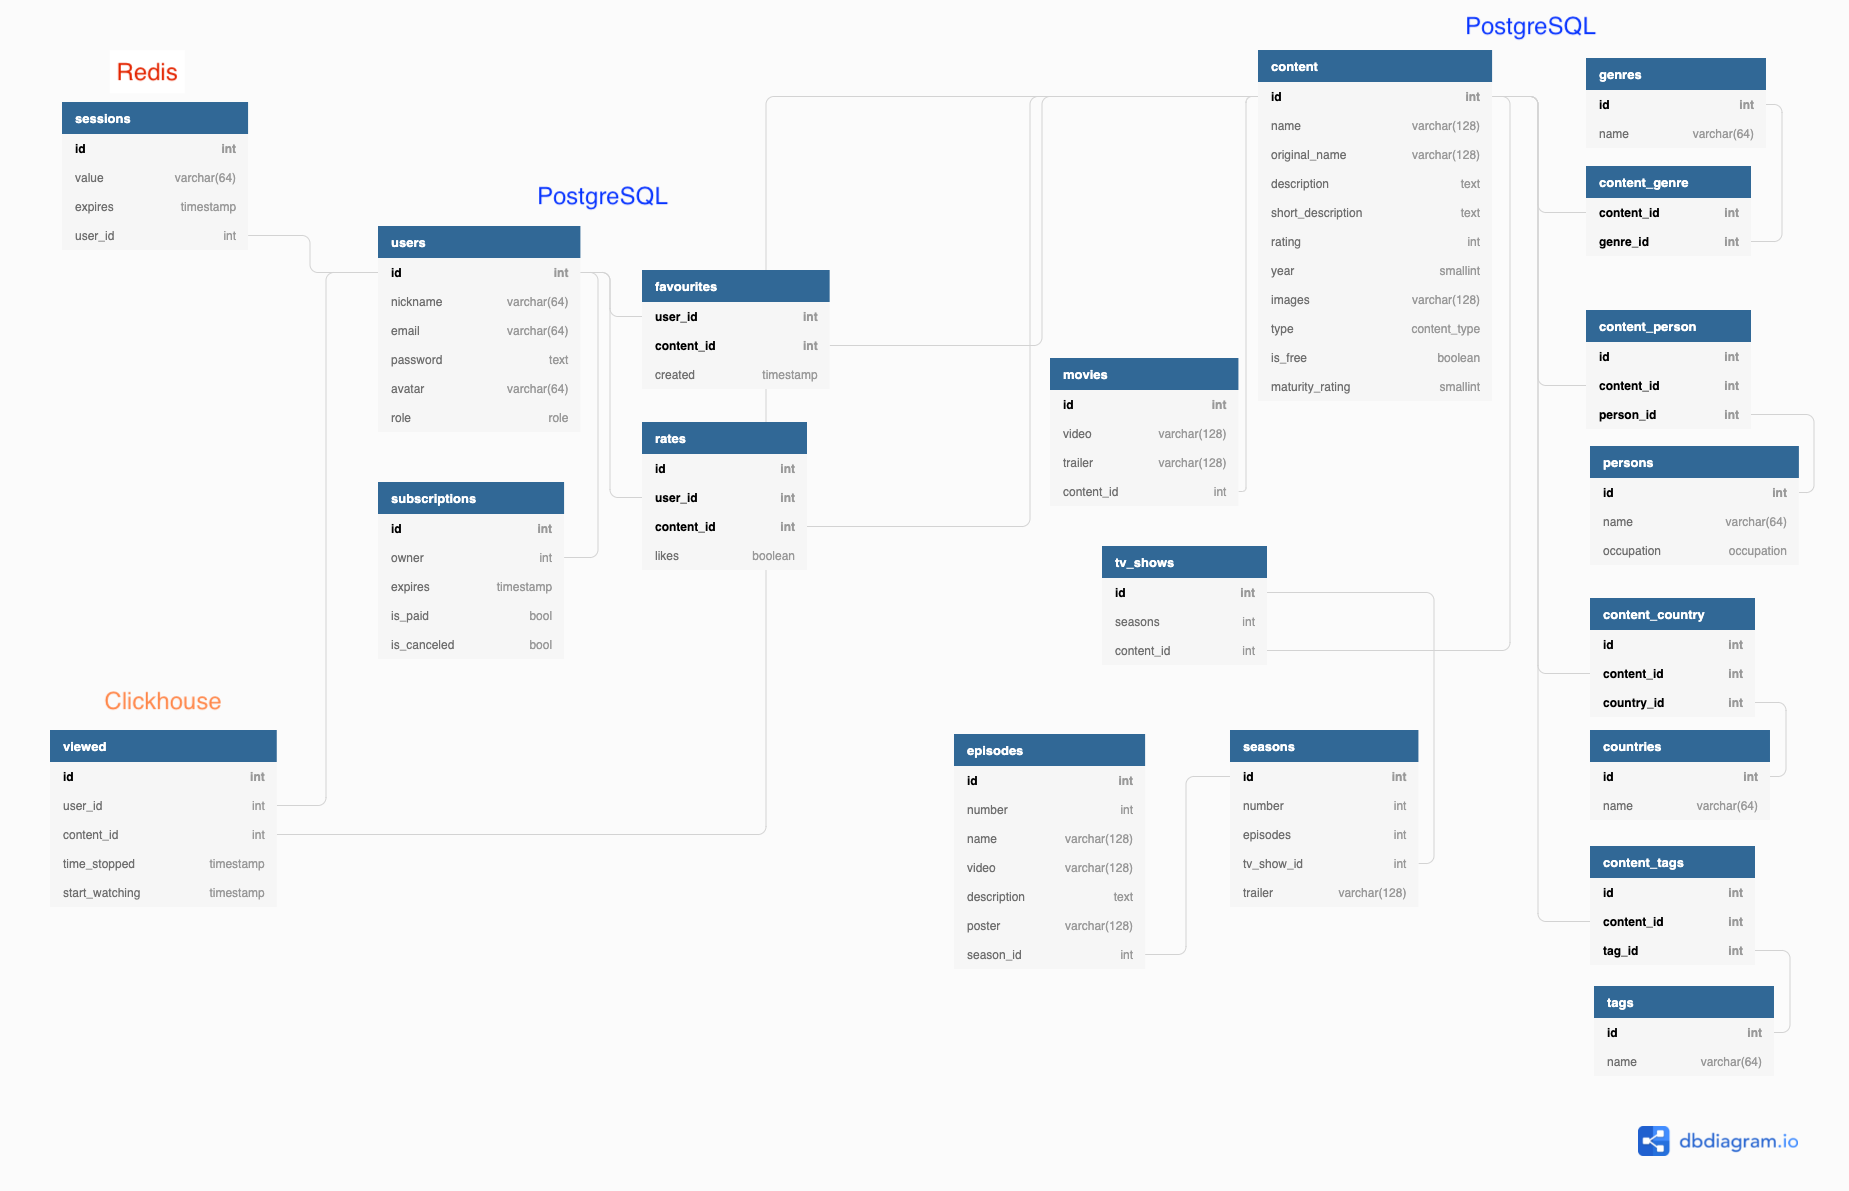 Redis
sessions
id int
value varchar(64)
expires timestamp
user_id int
PostgreSQL
users
id int
nickname varchar(64)
email varchar(64)
password text
avatar varchar(64)
role role
subscriptions
id int
owner int
expires timestamp
is_paid bool
is_canceled bool
favourites
user_id int
content_id int
created timestamp
rates
id int
user_id int
content_id int
likes boolean
Clickhouse
viewed
id int
user_id int
content_id int
time_stopped timestamp
start_watching timestamp
PostgreSQL
content
id int
name varchar(128)
original_name varchar(128)
description text
short_description text
rating int
year smallint
images varchar(128)
type content_type
is_free boolean
maturity_rating smallint
movies
id int
video varchar(128)
trailer varchar(128)
content_id int
tv_shows
id int
seasons int
content_id int
episodes
id int
number int
name varchar(128)
video varchar(128)
description text
poster varchar(128)
season_id int
seasons
id int
number int
episodes int
tv_show_id int
trailer varchar(128)
genres
id int
name varchar(64)
content_genre
content_id int
genre_id int
content_person
id int
content_id int
person_id int
persons
id int
name varchar(64)
occupation occupation
content_country
id int
content_id int
country_id int
countries
id int
name varchar(64)
content_tags
id int
content_id int
tag_id int
tags
id int
name varchar(64)
dbdiagram.io